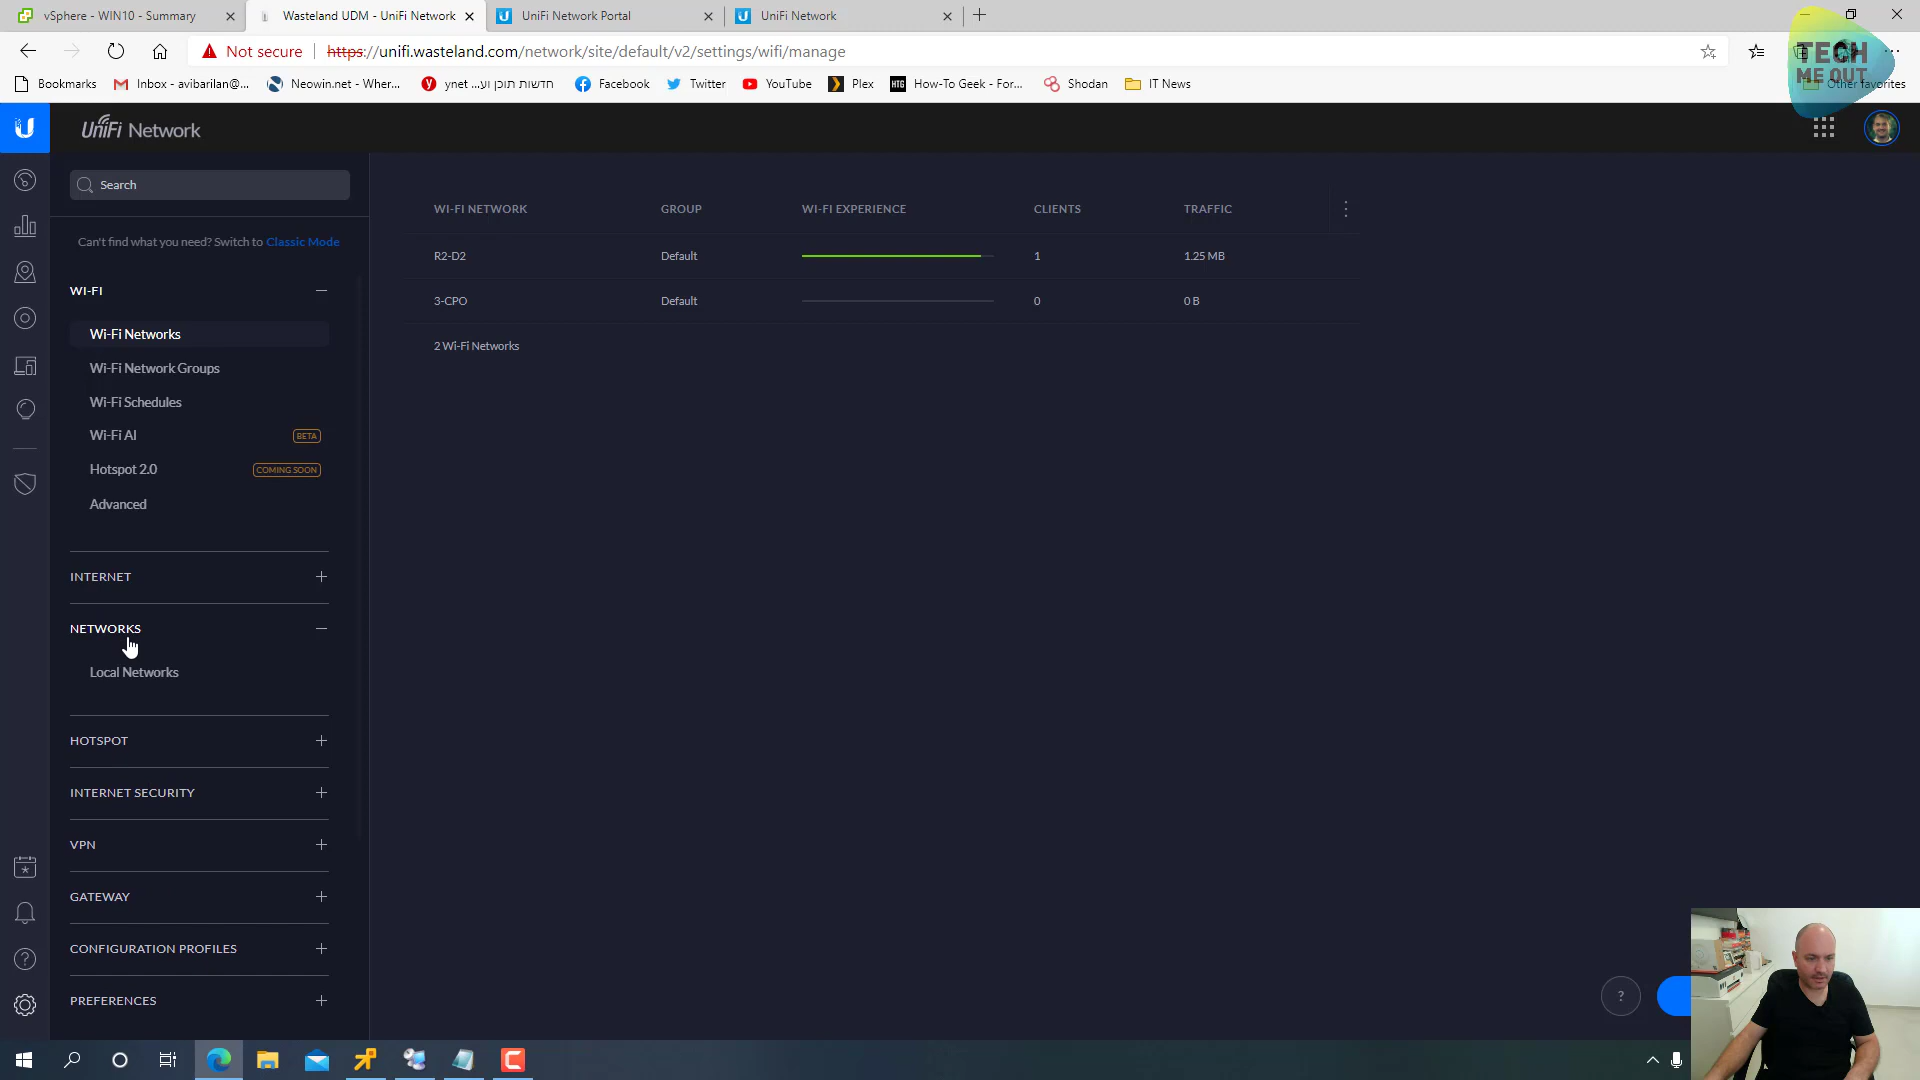 vSphere - WIN10 - Summary
Wasteland UDM - UniFi Network
UniFi Network Portal
UniFi Network
Not secure
https://unifi.wasteland.com/network/site/default/v2/settings/wifi/manage
Bookmarks
Inbox - avibarilan@...
Neowin.net - Wher...
ynet ...חדשות תוכן וע
Facebook
Twitter
YouTube
Plex
How-To Geek - For...
Shodan
IT News
Other favorites
TECH
ME OUT
UniFi Network
Search
Can't find what you need? Switch to Classic Mode
WI-FI
Wi-Fi Networks
Wi-Fi Network Groups
Wi-Fi Schedules
Wi-Fi AI
BETA
Hotspot 2.0
COMING SOON
Advanced
INTERNET
NETWORKS
Local Networks
HOTSPOT
INTERNET SECURITY
VPN
GATEWAY
CONFIGURATION PROFILES
PREFERENCES
WI-FI NETWORK GROUP WI-FI EXPERIENCE CLIENTS TRAFFIC
R2-D2 Default 1 1.25 MB
3-CPO Default 0 0 B
2 Wi-Fi Networks